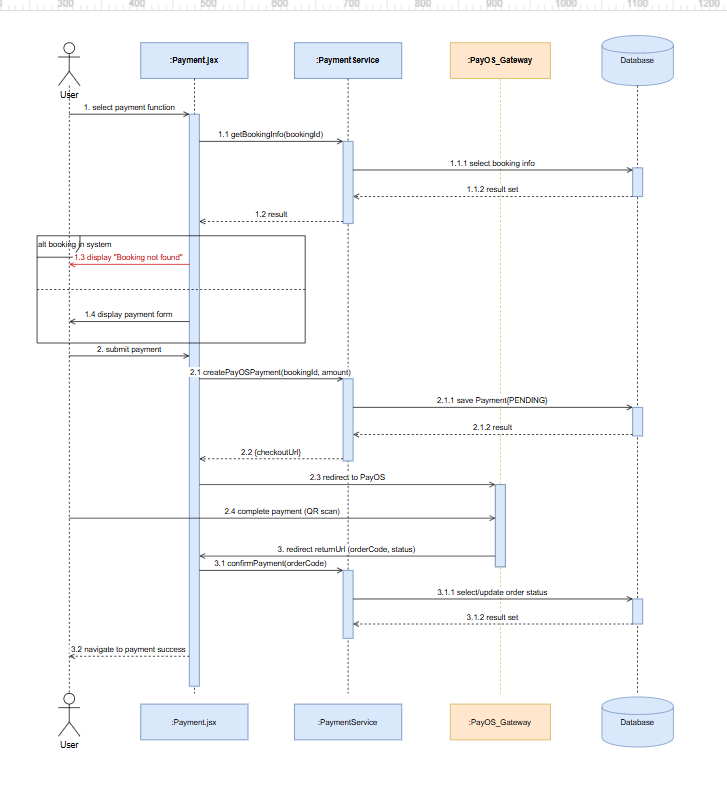 300 400 500 600 700 800 900 1000 1100 1200
:Payment.jsx
:PaymentService
:PayOS_Gateway
Database
User
1. select payment function
1.1 getBookingInfo(bookingId)
1.1.1 select booking info
1.1.2 result set
1.2 result
alt booking in system
1.3 display "Booking not found"
1.4 display payment form
2. submit payment
2.1 createPayOSPayment(bookingId, amount)
2.1.1 save Payment{PENDING}
2.1.2 result
2.2 {checkoutUrl}
2.3 redirect to PayOS
2.4 complete payment (QR scan)
3. redirect returnUrl (orderCode, status)
3.1 confirmPayment(orderCode)
3.1.1 select/update order status
3.1.2 result set
3.2 navigate to payment success
:Payment.jsx
:PaymentService
:PayOS_Gateway
Database
User